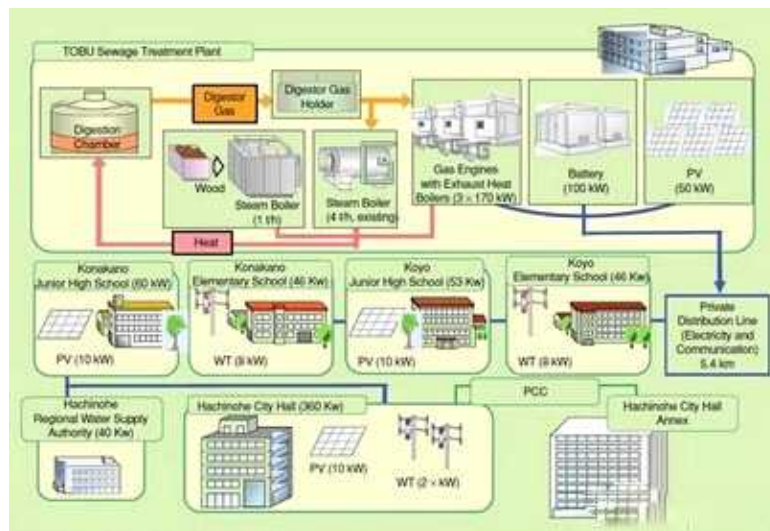 TOBU Sewage Treatment Plant
Digestor
Gas
Digestor Gas
Holder
Digestion
Chamber
Wood
Steam Boiler
(1 t/h)
Steam Boiler
(4 t/h, existing)
Gas Engines
with Exhaust Heat
Boilers (3 × 170 kW)
Battery
(100 kW)
PV
(50 kW)
Heat
Konakano
Junior High School (60 kW)
PV (10 kW)
Konakano
Elementary School (46 Kw)
WT (8 kW)
Koyo
Junior High School (53 Kw)
PV (10 kW)
Koyo
Elementary School (46 Kw)
WT (8 kW)
Private
Distribution Line
(Electricity and
Communication)
5.4 km
Hachinohe
Regional Water Supply
Authority (40 Kw)
Hachinohe City Hall (360 Kw)
PV (10 kW)
WT (2 × kW)
PCC
Hachinohe City Hall
Annex